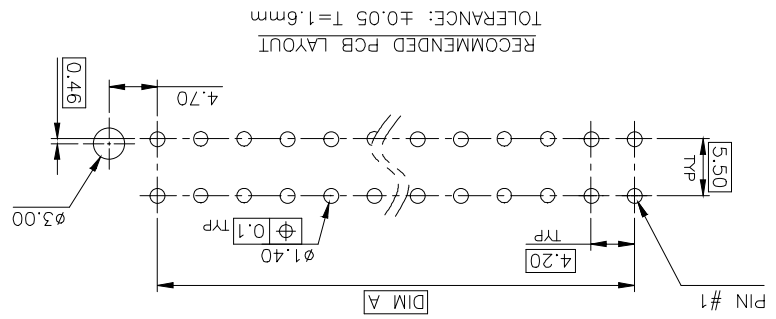 PIN #1
DIM A
4.20
TYP
ø1.40
⌖ 0.1 TYP
ø3.00
5.50
TYP
4.70
0.46
RECOMMENDED PCB LAYOUT
TOLERANCE: ±0.05 T=1.6mm